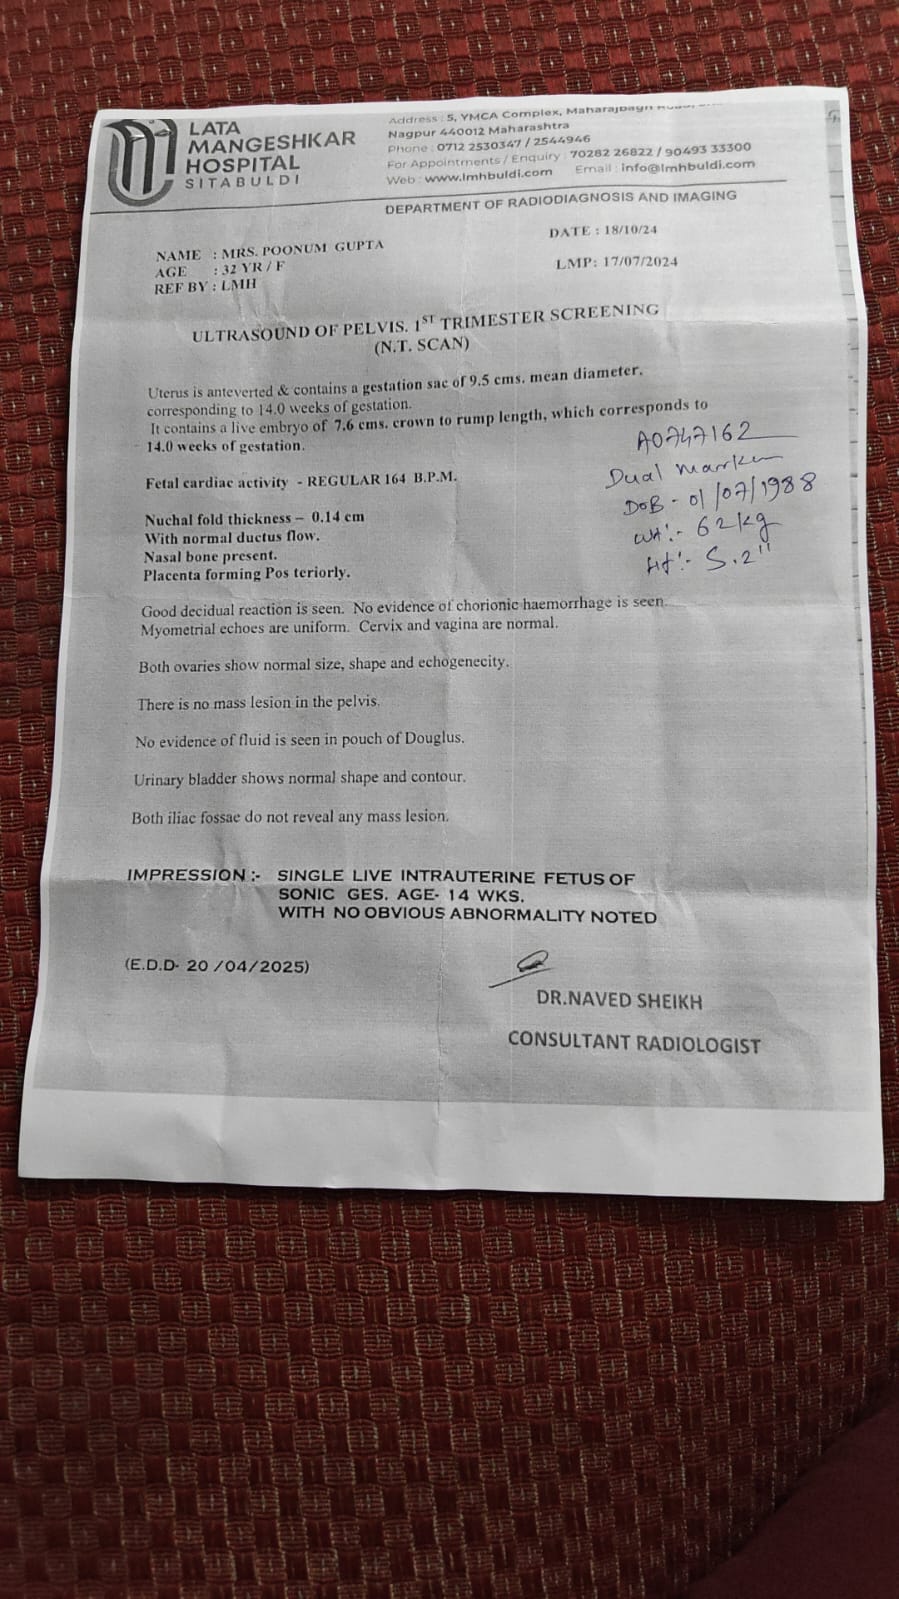 LATA
MANGESHKAR
HOSPITAL
SITABULDI
Address : 5, YMCA Complex, Maharajbagh
Nagpur 440012 Maharashtra
Phone : 0712 2530347 / 2544946
For Appointments / Enquiry : 70282 26822 / 90493 33300
Web : www.lmhbuldi.com Email : info@lmhbuldi.com
DEPARTMENT OF RADIODIAGNOSIS AND IMAGING
DATE : 18/10/24
NAME : MRS. POONUM GUPTA
AGE : 32 YR / F
LMP: 17/07/2024
REF BY : LMH
ULTRASOUND OF PELVIS. 1ST TRIMESTER SCREENING
(N.T. SCAN)
Uterus is anteverted & contains a gestation sac of 9.5 cms. mean diameter.
corresponding to 14.0 weeks of gestation.
It contains a live embryo of 7.6 cms. crown to rump length, which corresponds to
14.0 weeks of gestation.
A0747162
Dual Marker
DOB - 01/07/1988
Wt:- 62kg
Ht:- 5.2"
Fetal cardiac activity - REGULAR 164 B.P.M.
Nuchal fold thickness – 0.14 cm
With normal ductus flow.
Nasal bone present.
Placenta forming Pos teriorly.
Good decidual reaction is seen. No evidence of chorionic haemorrhage is seen.
Myometrial echoes are uniform. Cervix and vagina are normal.
Both ovaries show normal size, shape and echogenecity.
There is no mass lesion in the pelvis.
No evidence of fluid is seen in pouch of Douglus.
Urinary bladder shows normal shape and contour.
Both iliac fossae do not reveal any mass lesion.
IMPRESSION :- SINGLE LIVE INTRAUTERINE FETUS OF
SONIC GES. AGE- 14 WKS.
WITH NO OBVIOUS ABNORMALITY NOTED
(E.D.D- 20 /04/2025)
DR.NAVED SHEIKH
CONSULTANT RADIOLOGIST